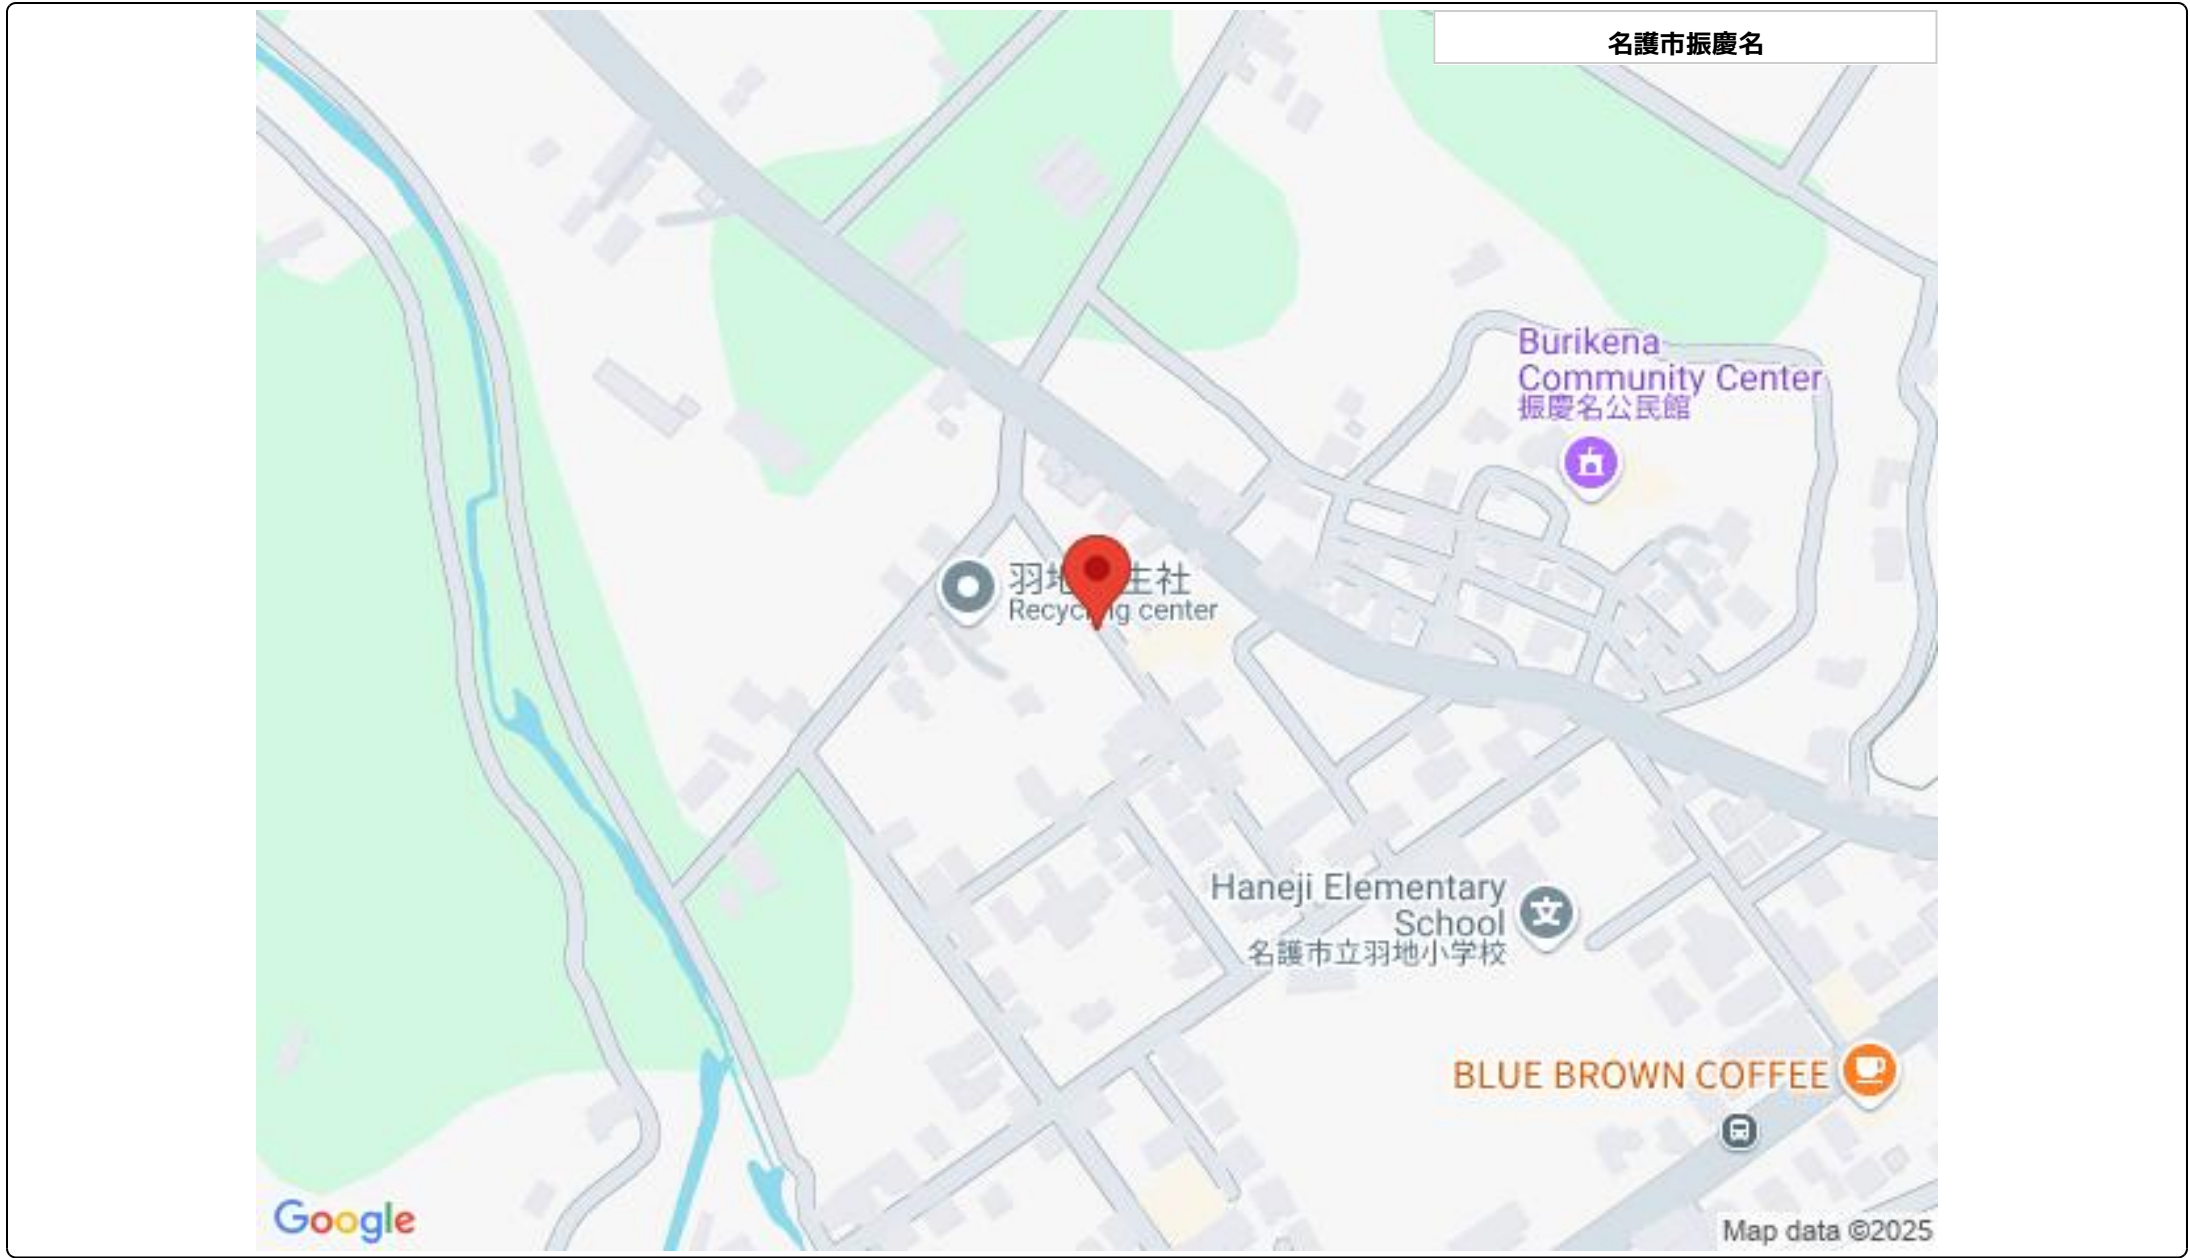 名護市振慶名
Burikena
Community Center
振慶名公民館
羽地 生社
Recycling center
Haneji Elementary
School
名護市立羽地小学校
BLUE BROWN COFFEE
Google
Map data ©2025